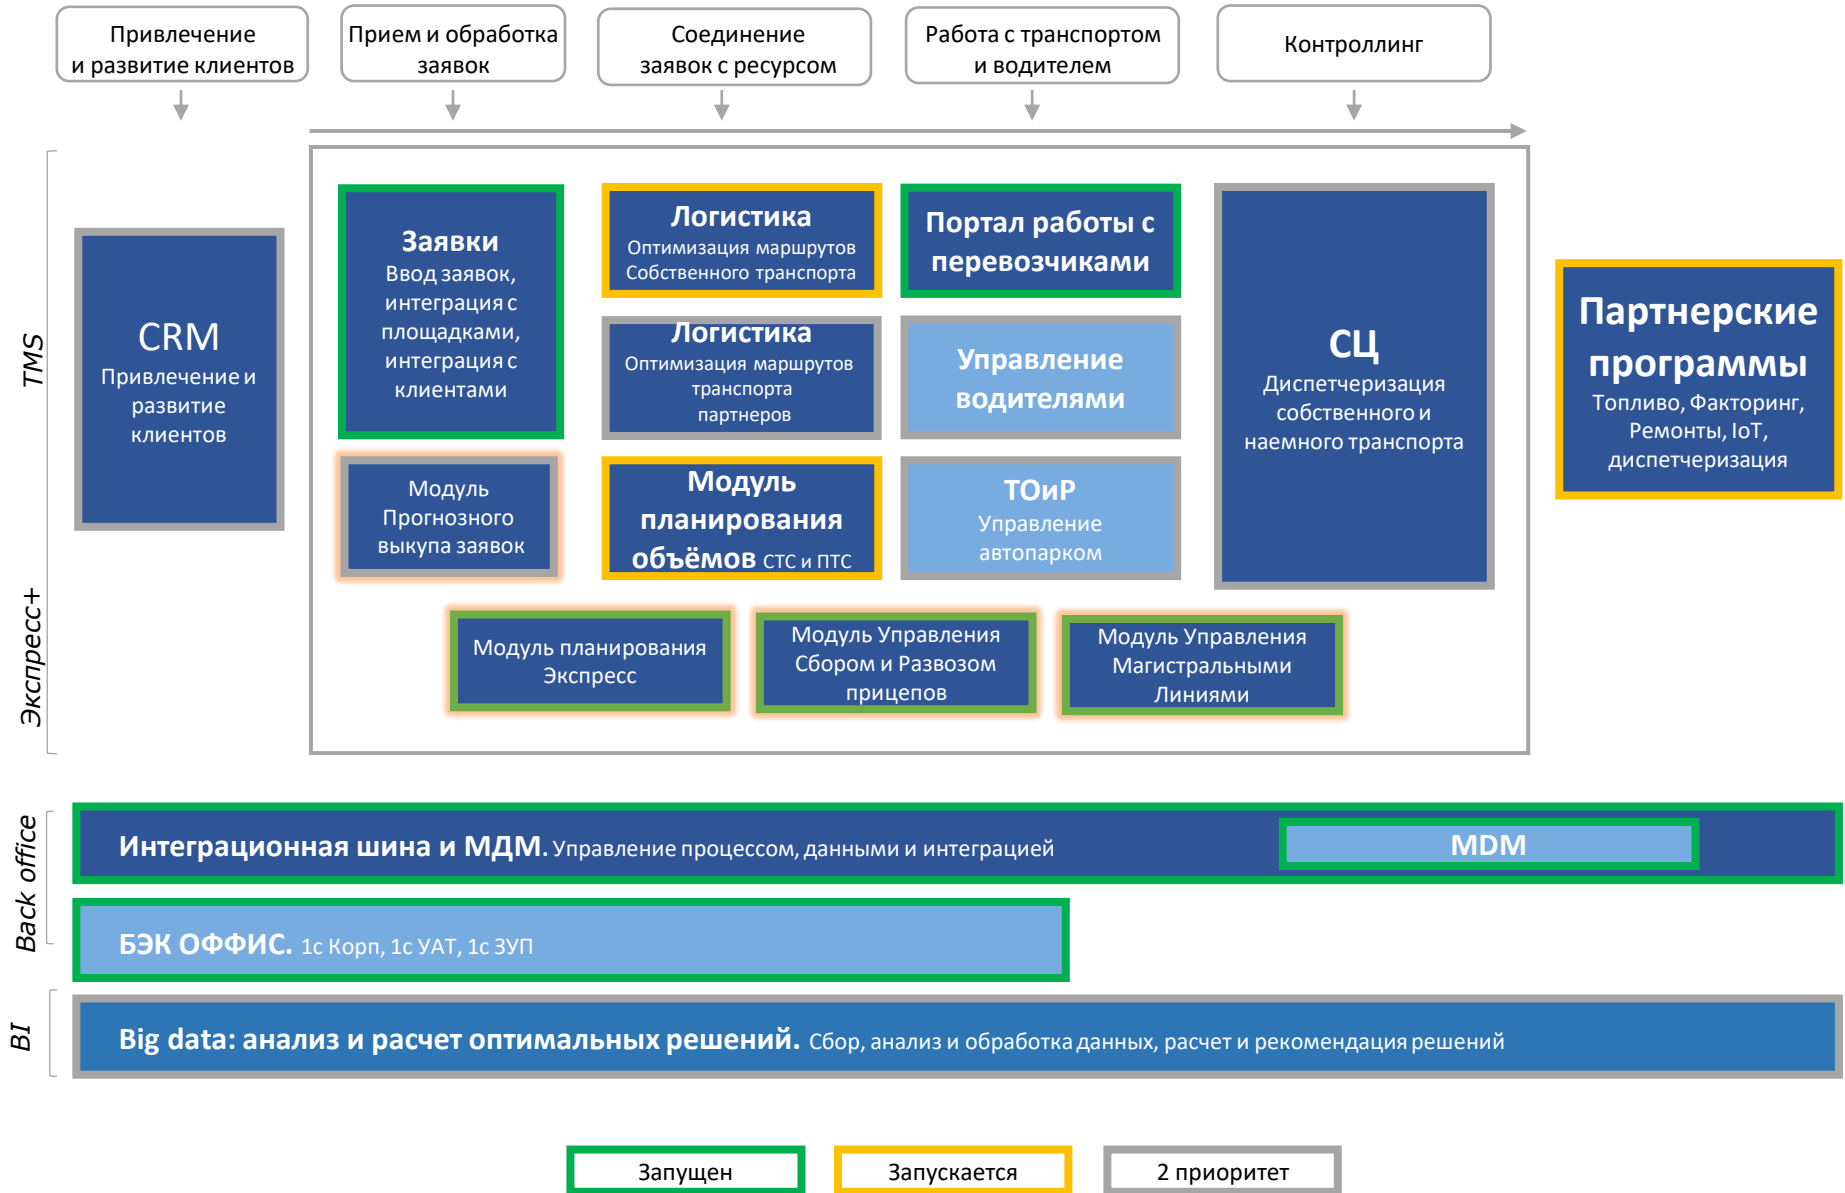 Привлечение
и развитие клиентов
Прием и обработка
заявок
Соединение
заявок с ресурсом
Работа с транспортом
и водителем
Контроллинг
TMS
CRM
Привлечение и
развитие
клиентов
Заявки
Ввод заявок,
интеграция с
площадками,
интеграция с
клиентами
Логистика
Оптимизация маршрутов
Собственного транспорта
Портал работы с
перевозчиками
Логистика
Оптимизация маршрутов
транспорта
партнеров
Управление
водителями
СЦ
Диспетчеризация
собственного и
наемного транспорта
Партнерские
программы
Топливо, Факторинг,
Ремонты, IoT,
диспетчеризация
Модуль
Прогнозного
выкупа заявок
Модуль
планирования
объёмов СТС и ПТС
ТОиР
Управление
автопарком
Экспресс+
Модуль планирования
Экспресс
Модуль Управления
Сбором и Развозом
прицепов
Модуль Управления
Магистральными
Линиями
Back office
Интеграционная шина и МДМ. Управление процессом, данными и интеграцией
MDM
БЭК ОФФИС. 1с Корп, 1с УАТ, 1с ЗУП
BI
Big data: анализ и расчет оптимальных решений. Сбор, анализ и обработка данных, расчет и рекомендация решений
Запущен
Запускается
2 приоритет